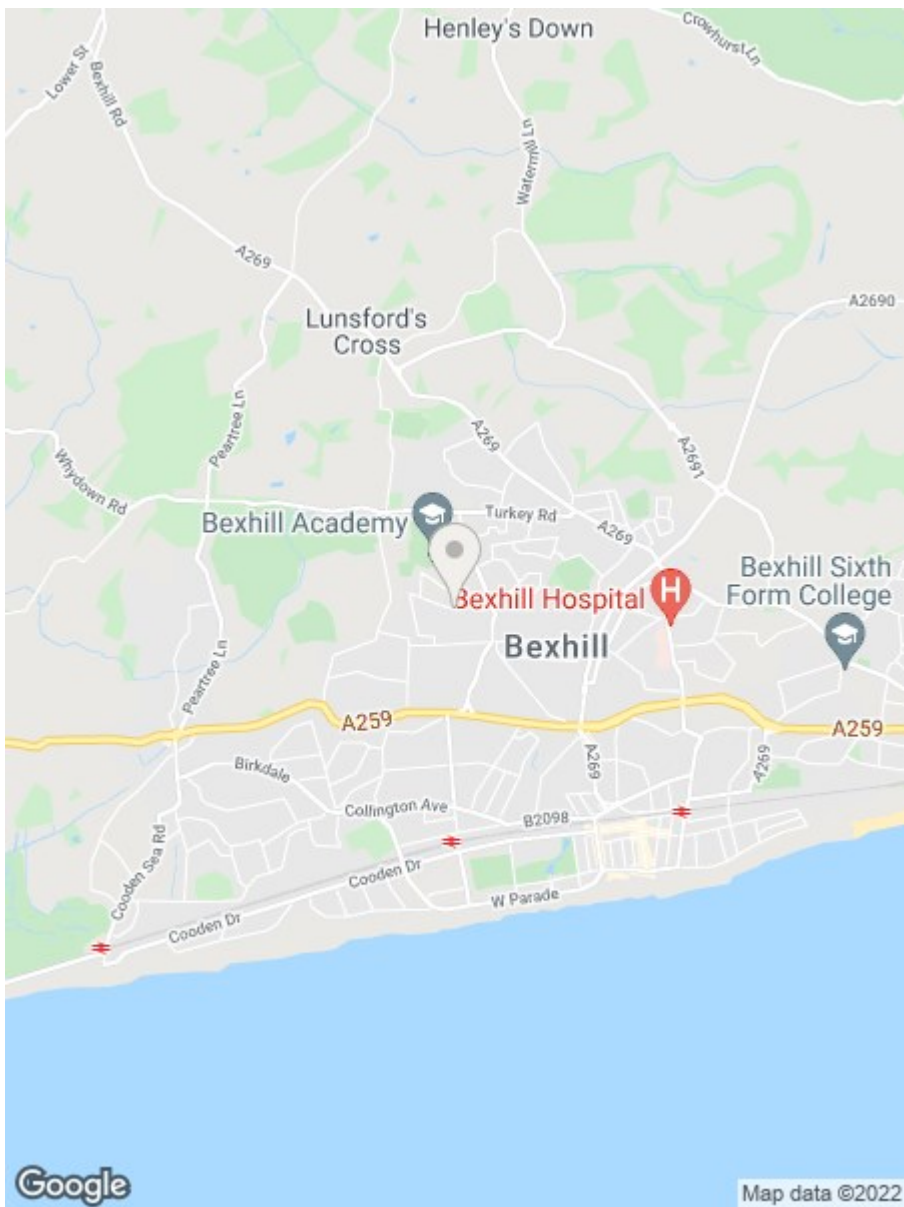 Henley's Down
Crowhurst Ln
Lower St
Bexhill Rd
Watermill Ln
A269
A2690
Lunsford's
Cross
Peartree Ln
A269
A2691
Whydown Rd
Turkey Rd
Bexhill Academy
A269
Bexhill Sixth
Form College
H
Bexhill Hospital
Bexhill
Peartree Ln
A259
A259
Birkdale
A269
A269
Collington Ave
B2098
Cooden Sea Rd
Cooden Dr
W Parade
Cooden Dr
Google
Map data ©2022